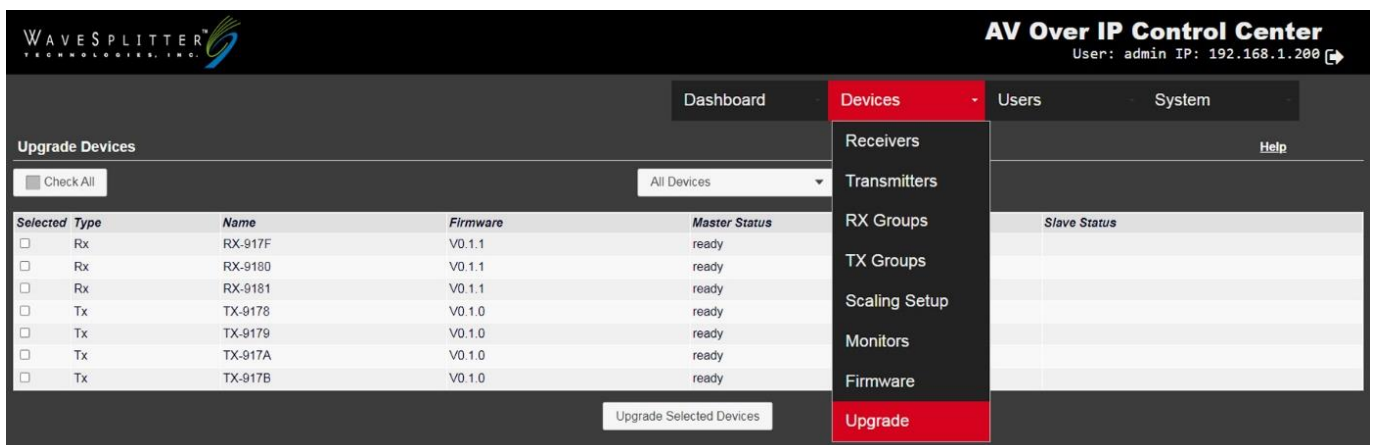 WAVESPLITTER™
TECHNOLOGIES, INC.
AV Over IP Control Center
User: admin IP: 192.168.1.200
Dashboard Devices Users System
Receivers
Transmitters
RX Groups
TX Groups
Scaling Setup
Monitors
Firmware
Upgrade
Upgrade Devices Help
Check All All Devices
Selected Type Name Firmware Master Status Slave Status
Rx RX-917F V0.1.1 ready
Rx RX-9180 V0.1.1 ready
Rx RX-9181 V0.1.1 ready
Tx TX-9178 V0.1.0 ready
Tx TX-9179 V0.1.0 ready
Tx TX-917A V0.1.0 ready
Tx TX-917B V0.1.0 ready
Upgrade Selected Devices